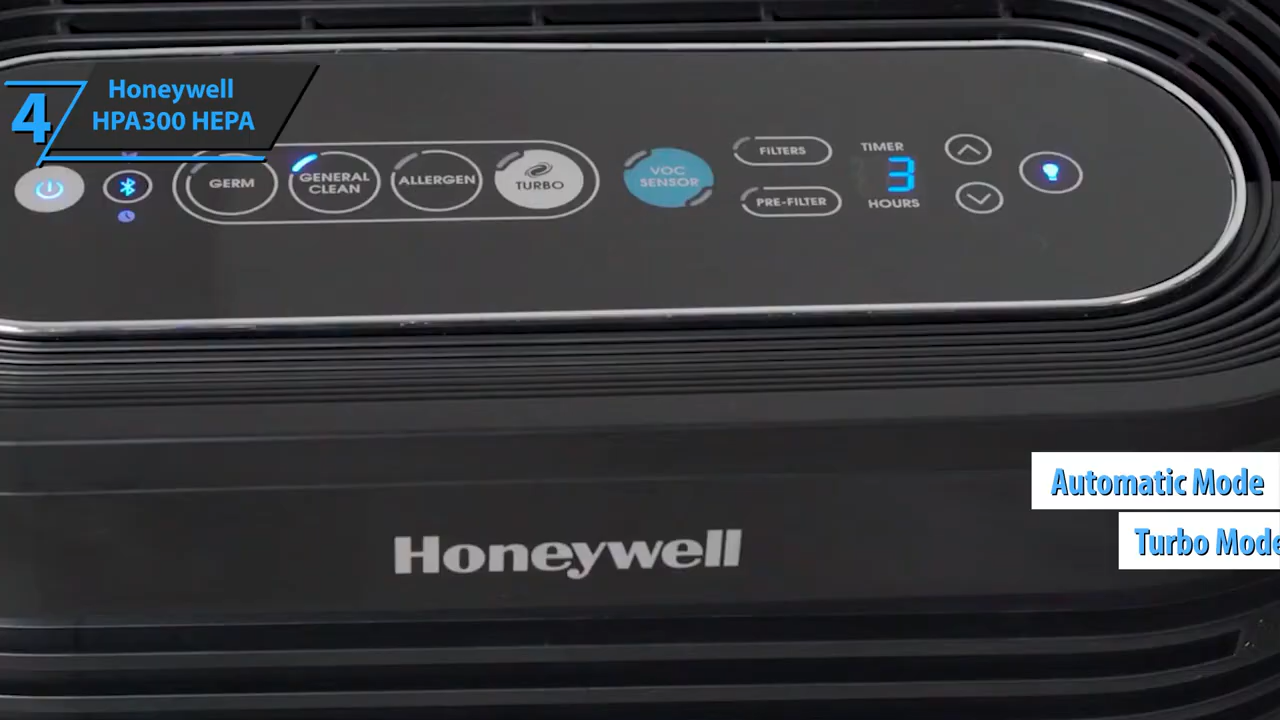 4
Honeywell
HPA300 HEPA
GERM
GENERAL
CLEAN
ALLERGEN
TURBO
VOC
SENSOR
FILTERS
PRE-FILTER
TIMER
3
HOURS
Honeywell
Automatic Mode
Turbo Mode